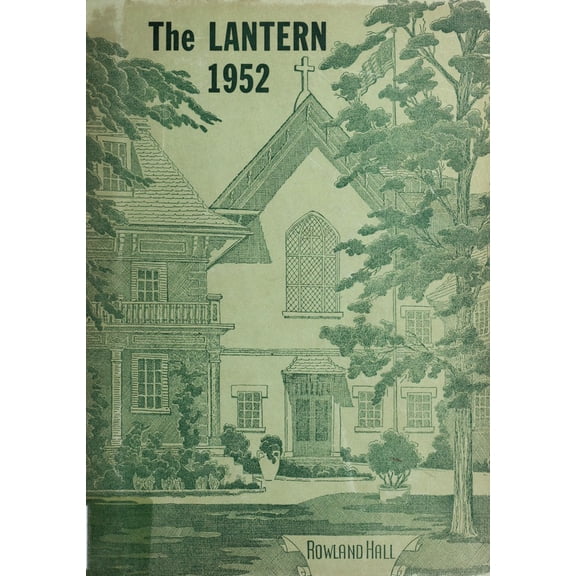 The LANTERN
1952
ROWLAND HALL